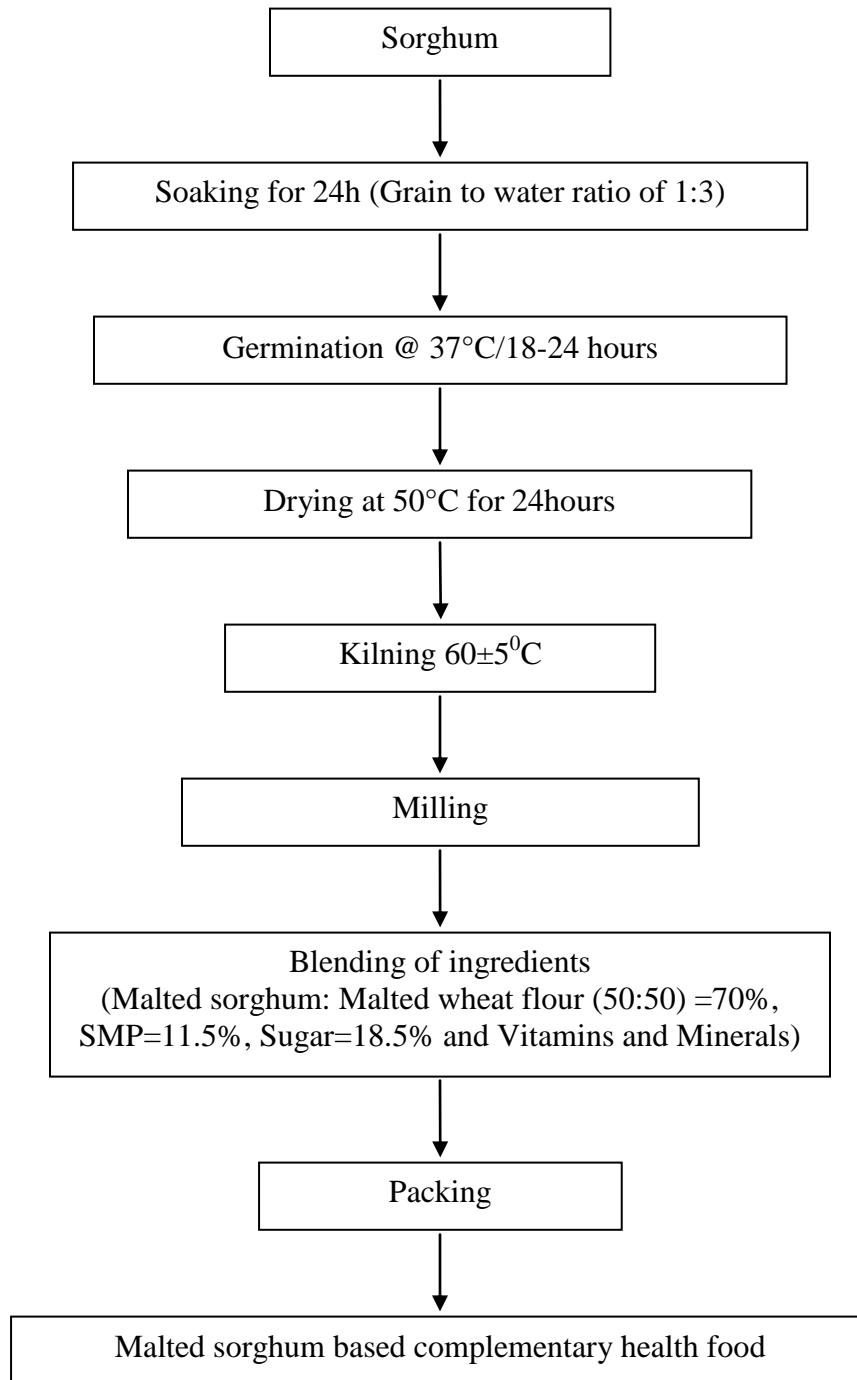 Sorghum
Soaking for 24h (Grain to water ratio of 1:3)
Germination @ 37°C/18-24 hours
Drying at 50°C for 24hours
Kilning 60±5⁰C
Milling
Blending of ingredients
(Malted sorghum: Malted wheat flour (50:50) =70%,
SMP=11.5%, Sugar=18.5% and Vitamins and Minerals)
Packing
Malted sorghum based complementary health food